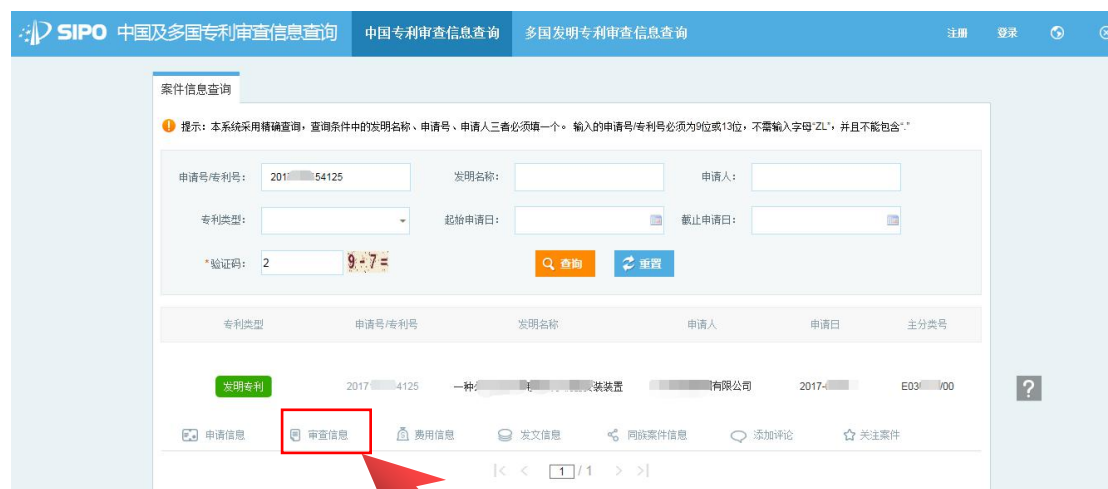 SIPO 中国及多国专利审查信息查询 中国专利审查信息查询 多国发明专利审查信息查询 注册 登录
案件信息查询
提示：本系统采用精确查询，查询条件中的发明名称、申请号、申请人三者必须填一个。 输入的申请号/专利号必须为9位或13位，不需输入字母“ZL”，并且不能包含“.”
申请号/专利号： 201 54125 发明名称： 申请人：
专利类型： 起始申请日： 截止申请日：
*验证码： 2 9-7= 查询 重置
专利类型 申请号/专利号 发明名称 申请人 申请日 主分类号
发明专利 2017 4125 一种 装装置 有限公司 2017- E03 /00
?
申请信息 审查信息 费用信息 发文信息 同族案件信息 添加评论 关注案件
|< < 1 / 1 > >|